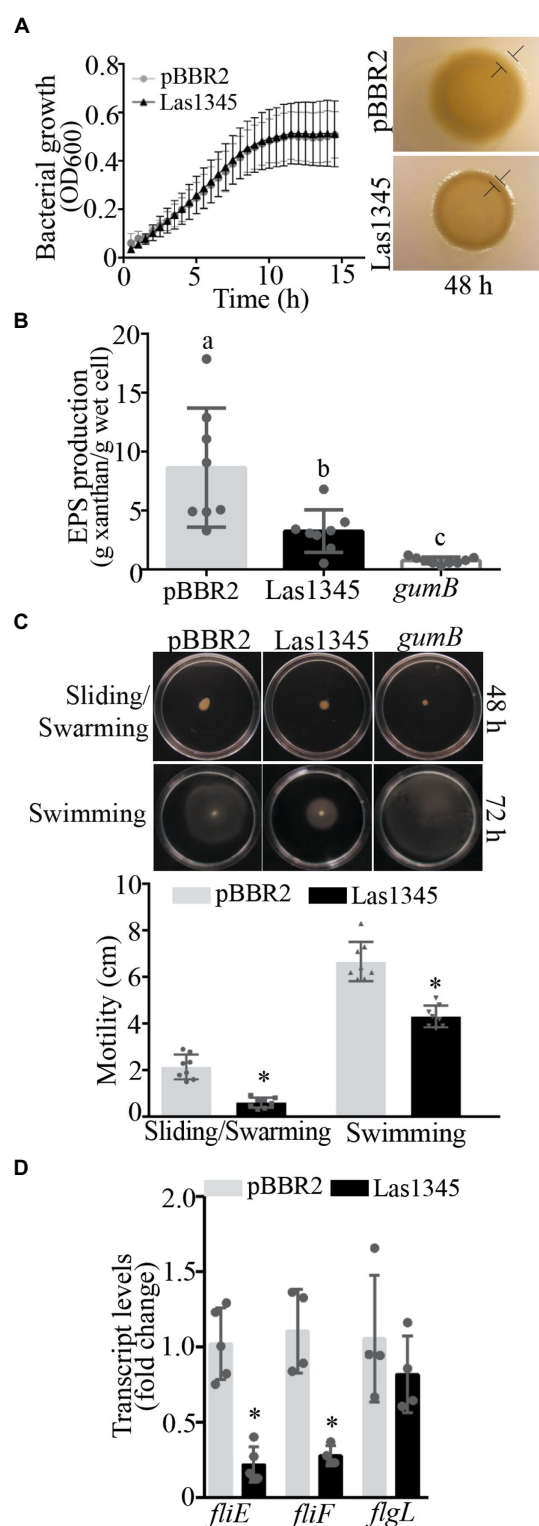 A
0.8
0.6
0.4
0.2
0
0
5
10
15
Bacterial growth
(OD600)
Time (h)
pBBR2
Las1345
pBBR2
Las1345
48 h
B
20
15
10
5
0
EPS production
(g xanthan/g wet cell)
a
b
c
pBBR2
Las1345
gumB
C
pBBR2
Las1345
gumB
Sliding/
Swarming
48 h
Swimming
72 h
10
8
6
4
2
0
Motility (cm)
pBBR2
Las1345
*
*
Sliding/Swarming
Swimming
D
pBBR2
Las1345
2.0
1.5
1.0
0.5
0
Transcript levels
(fold change)
*
*
fliE
fliF
flgL